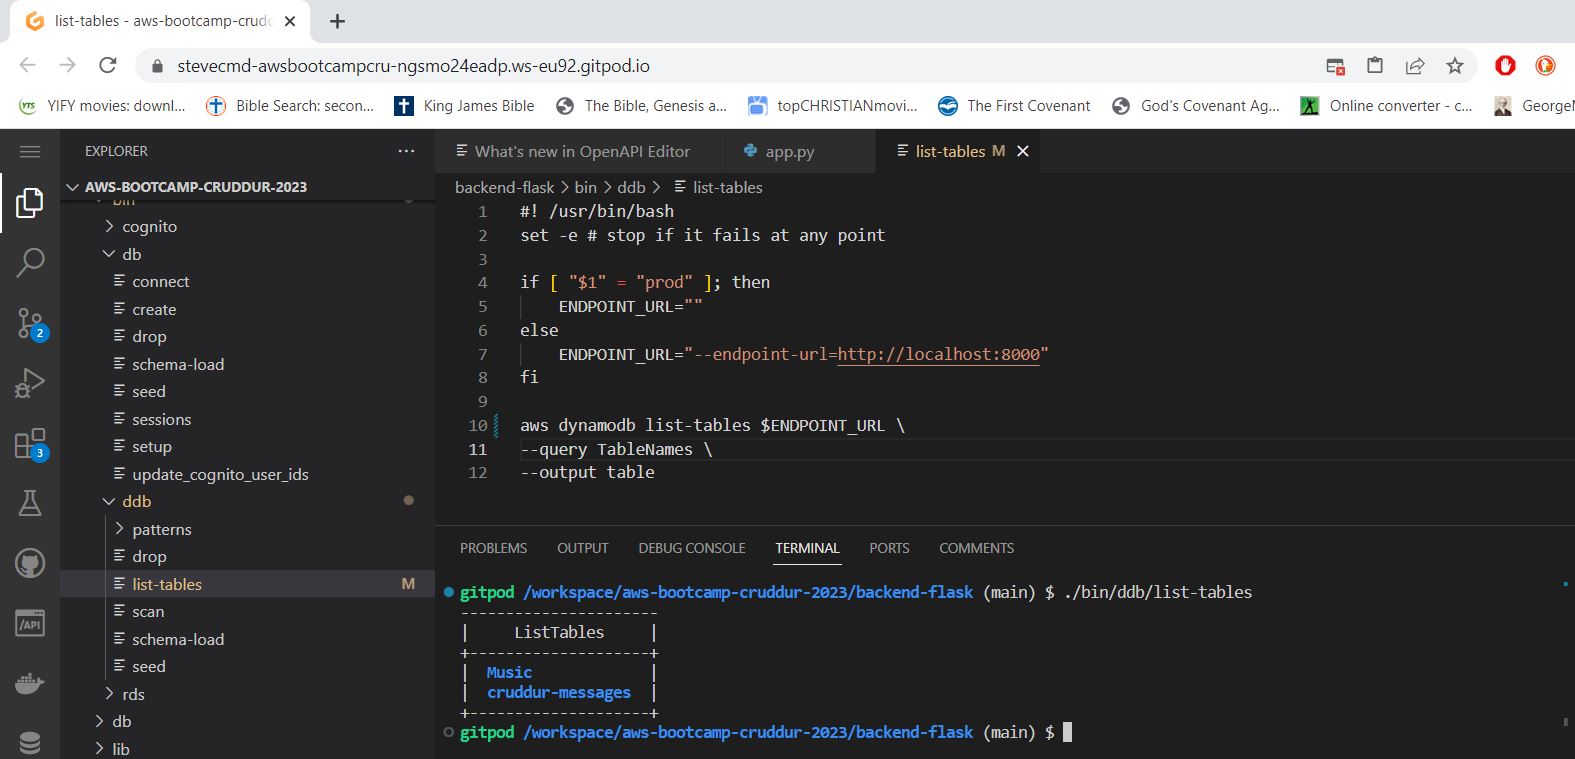 list-tables - aws-bootcamp-crudd
stevecmd-awsbootcampcru-ngsmo24eadp.ws-eu92.gitpod.io
YTS YIFY movies: downl...
Bible Search: secon...
King James Bible
The Bible, Genesis a...
topCHRISTIANmovi...
The First Covenant
God's Covenant Ag...
Online converter - c...
GeorgeM
EXPLORER
AWS-BOOTCAMP-CRUDDUR-2023
bin
cognito
db
connect
create
drop
schema-load
seed
sessions
setup
update_cognito_user_ids
ddb
patterns
drop
list-tables M
scan
schema-load
seed
rds
db
lib
2
3
/API
What's new in OpenAPI Editor
app.py
list-tables M
backend-flask > bin > ddb > list-tables
1 #! /usr/bin/bash
2 set -e # stop if it fails at any point
3
4 if [ "$1" = "prod" ]; then
5 ENDPOINT_URL=""
6 else
7 ENDPOINT_URL="--endpoint-url=http://localhost:8000"
8 fi
9
10 aws dynamodb list-tables $ENDPOINT_URL \
11 --query TableNames \
12 --output table
PROBLEMS OUTPUT DEBUG CONSOLE TERMINAL PORTS COMMENTS
gitpod /workspace/aws-bootcamp-cruddur-2023/backend-flask (main) $ ./bin/ddb/list-tables
----------------------
|     ListTables     |
+--------------------+
|  Music             |
|  cruddur-messages  |
+--------------------+
gitpod /workspace/aws-bootcamp-cruddur-2023/backend-flask (main) $